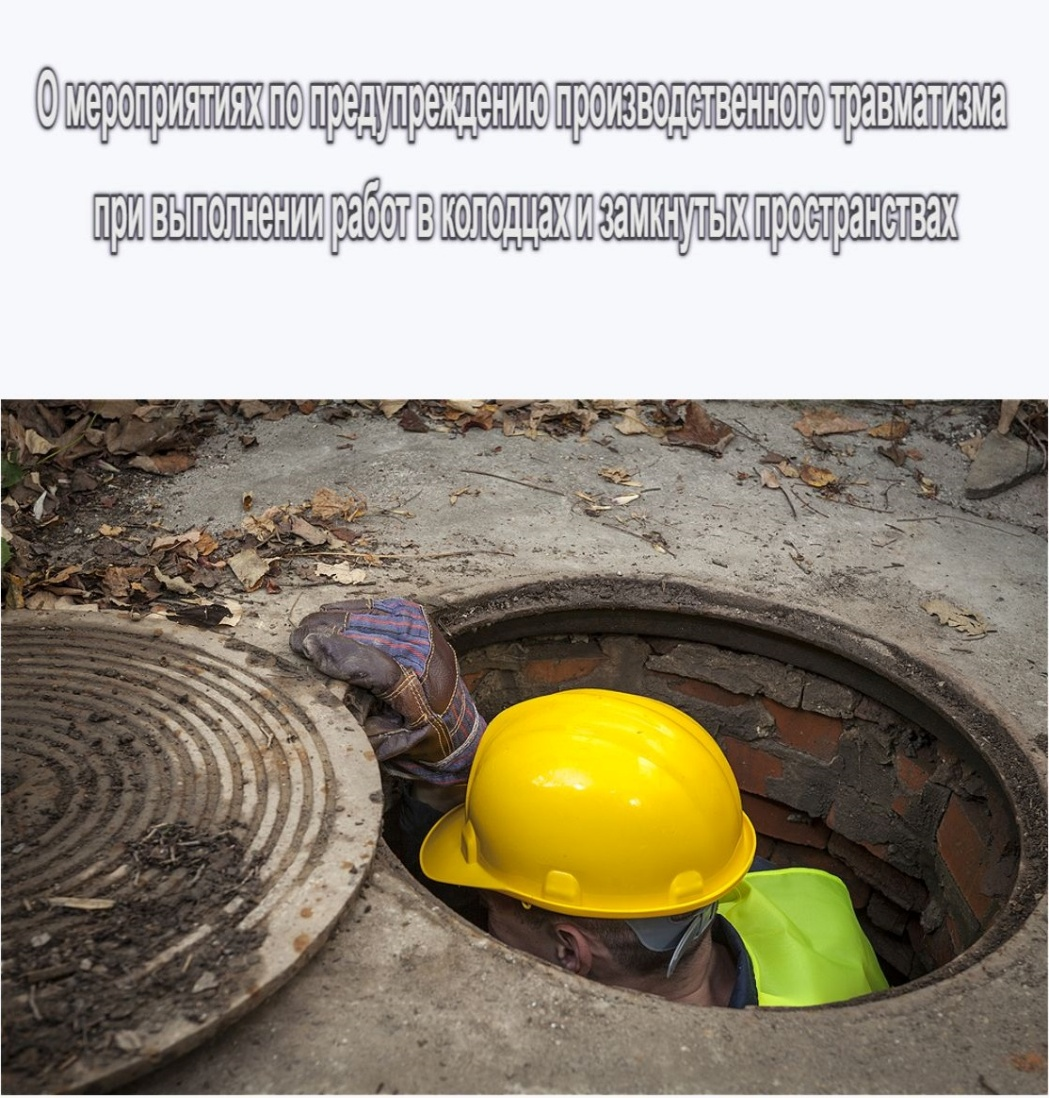 О мероприятиях по предупреждению производственного травматизма
при выполнении работ в колодцах и замкнутых пространствах